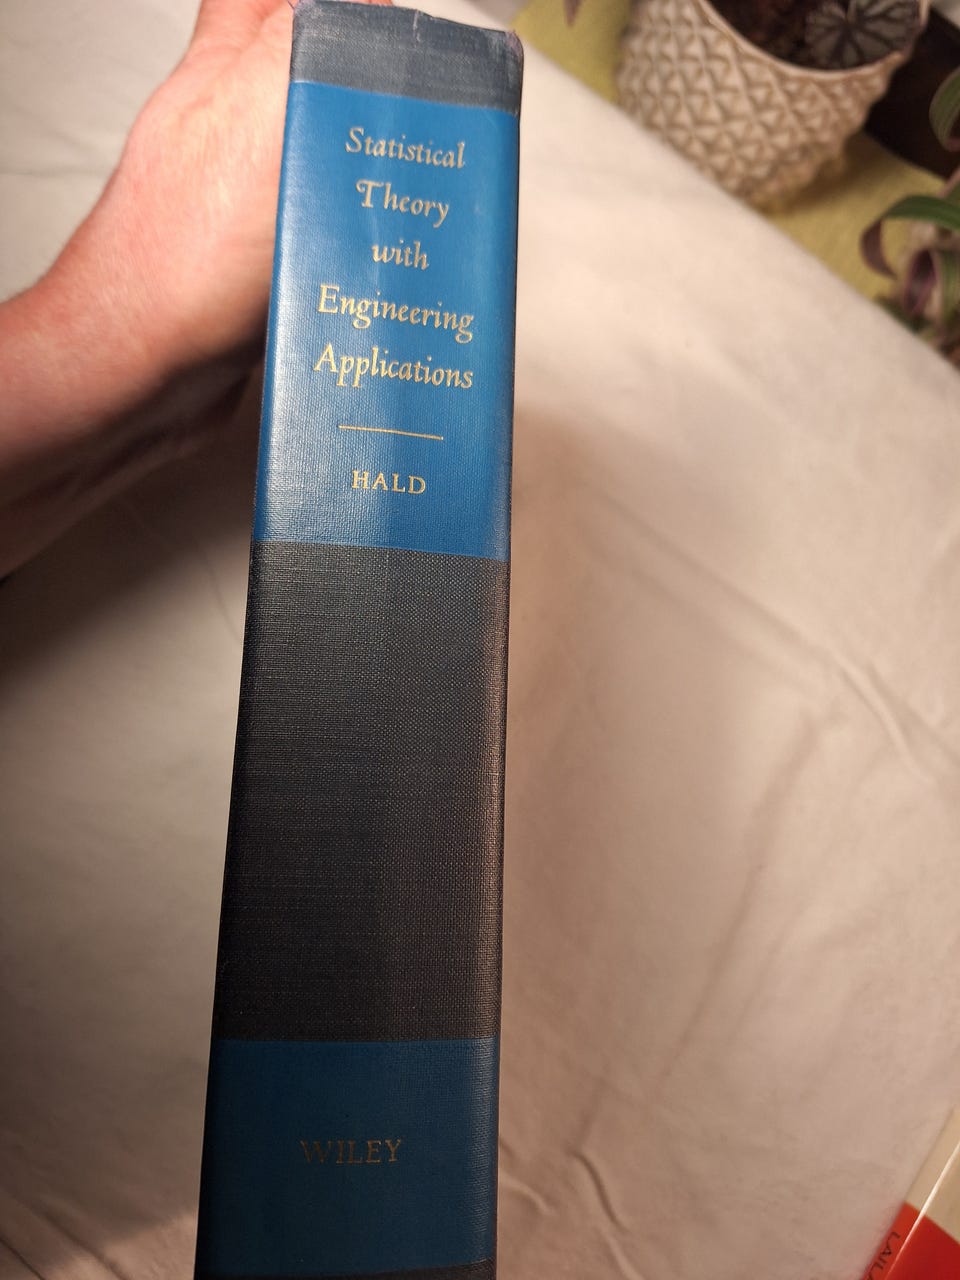 Statistical
Theory
with
Engineering
Applications
HALD
WILEY